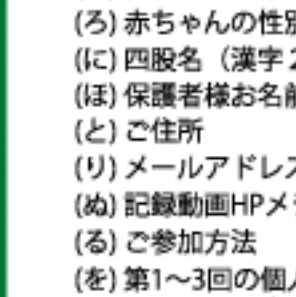 (ろ) 赤ちゃんの性別
(に) 四股名 (漢字
(ほ) 保護者様お名前
(と) ご住所
(り) メールアドレス
(ぬ) 記録動画HPメ
(る) ご参加方法
(を) 第1〜3回の個人